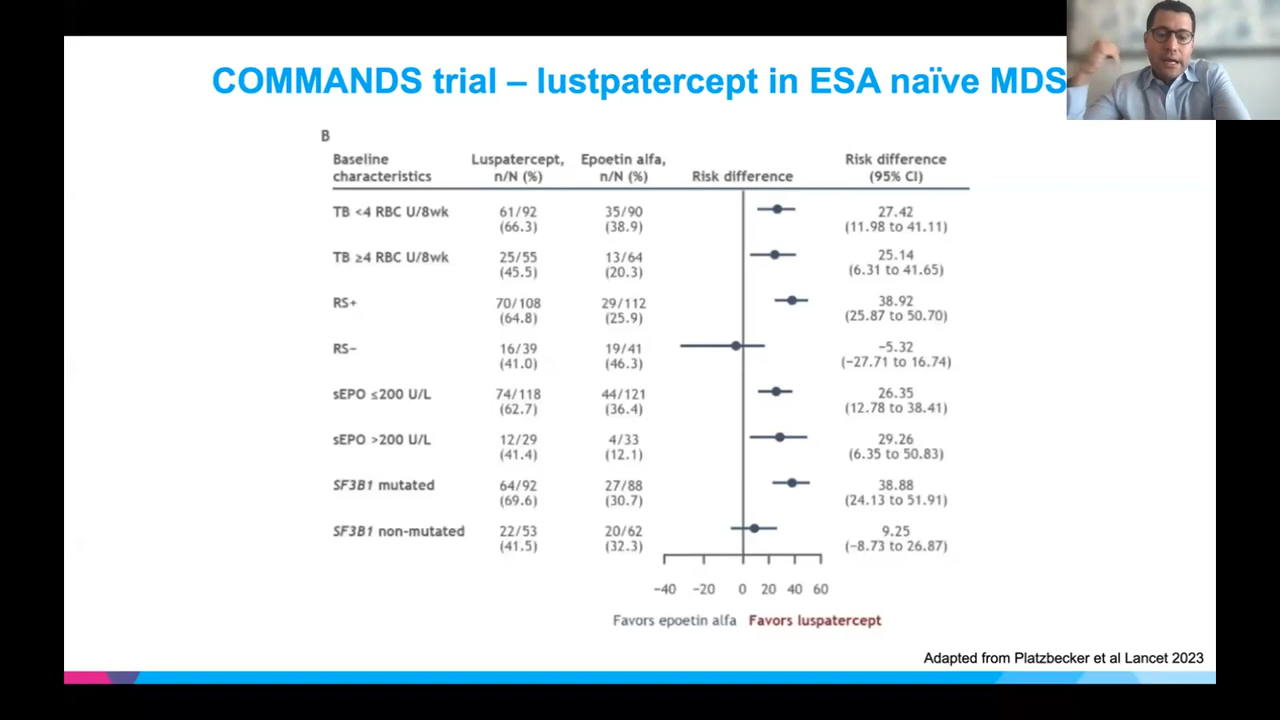 COMMANDS trial – lustpatercept in ESA naïve MDS
B
Baseline characteristics
Luspatercept, n/N (%)
Epoetin alfa, n/N (%)
Risk difference
Risk difference (95% CI)
TB <4 RBC U/8wk
61/92 (66.3)
35/90 (38.9)
27.42 (11.98 to 41.11)
TB ≥4 RBC U/8wk
25/55 (45.5)
13/64 (20.3)
25.14 (6.31 to 41.65)
RS+
70/108 (64.8)
29/112 (25.9)
38.92 (25.87 to 50.70)
RS−
16/39 (41.0)
19/41 (46.3)
−5.32 (−27.71 to 16.74)
sEPO ≤200 U/L
74/118 (62.7)
44/121 (36.4)
26.35 (12.78 to 38.41)
sEPO >200 U/L
12/29 (41.4)
4/33 (12.1)
29.26 (6.35 to 50.83)
SF3B1 mutated
64/92 (69.6)
27/88 (30.7)
38.88 (24.13 to 51.91)
SF3B1 non-mutated
22/53 (41.5)
20/62 (32.3)
9.25 (−8.73 to 26.87)
−40 −20 0 20 40 60
Favors epoetin alfa Favors luspatercept
Adapted from Platzbecker et al Lancet 2023